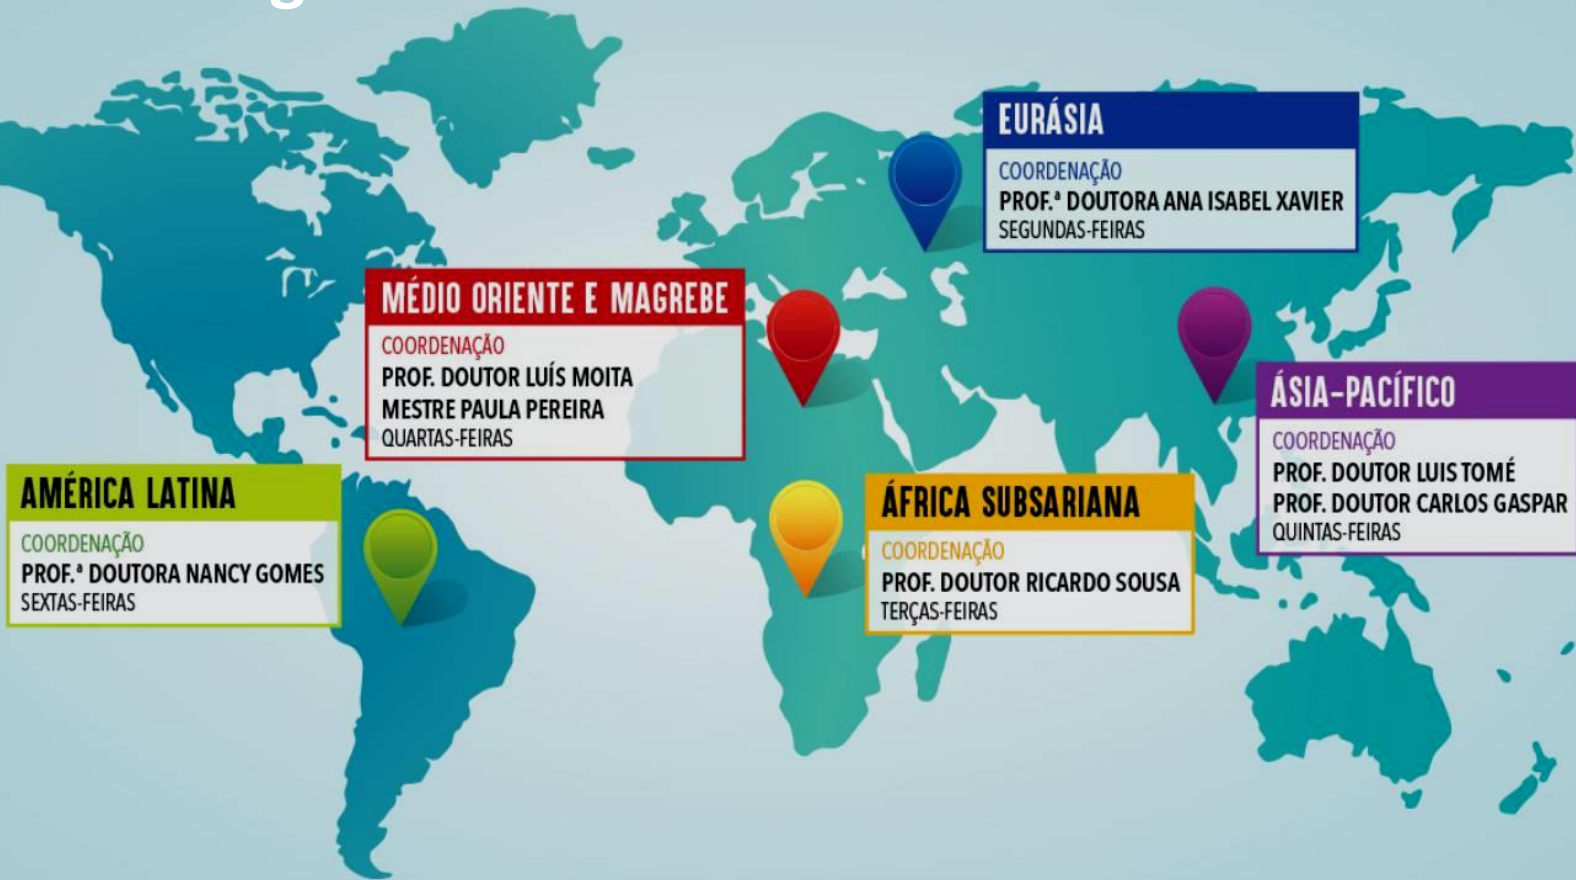 EURÁSIA
COORDENAÇÃO
PROF.ª DOUTORA ANA ISABEL XAVIER
SEGUNDAS-FEIRAS
MÉDIO ORIENTE E MAGREBE
COORDENAÇÃO
PROF. DOUTOR LUÍS MOITA
MESTRE PAULA PEREIRA
QUARTAS-FEIRAS
ÁSIA-PACÍFICO
COORDENAÇÃO
PROF. DOUTOR LUIS TOMÉ
PROF. DOUTOR CARLOS GASPAR
QUINTAS-FEIRAS
AMÉRICA LATINA
COORDENAÇÃO
PROF.ª DOUTORA NANCY GOMES
SEXTAS-FEIRAS
ÁFRICA SUBSARIANA
COORDENAÇÃO
PROF. DOUTOR RICARDO SOUSA
TERÇAS-FEIRAS